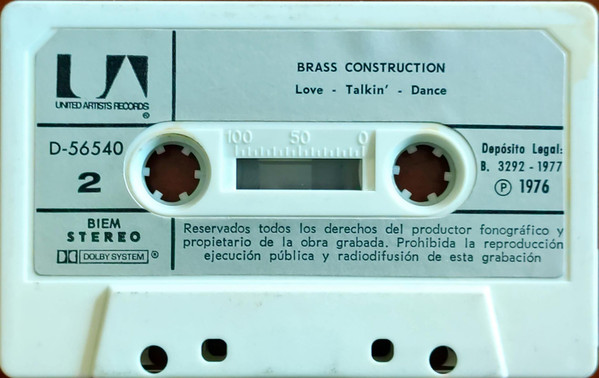 BRASS CONSTRUCTION
Love - Talkin' - Dance
UNITED ARTISTS RECORDS ®
D-56540
2
100 50 0
Depósito Legal:
B. 3292 - 1977
Ⓟ 1976
BIEM
STEREO
DOLBY SYSTEM ®
Reservados todos los derechos del productor fonográfico y
propietario de la obra grabada. Prohibida la reproducción
ejecución pública y radiodifusión de esta grabación